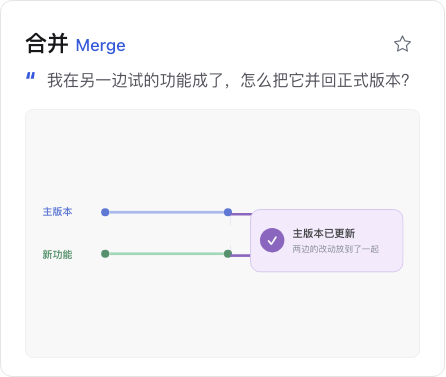 合并 Merge
“ 我在另一边试的功能成了，怎么把它并回正式版本？
主版本
新功能
主版本已更新
两边的改动放到了一起